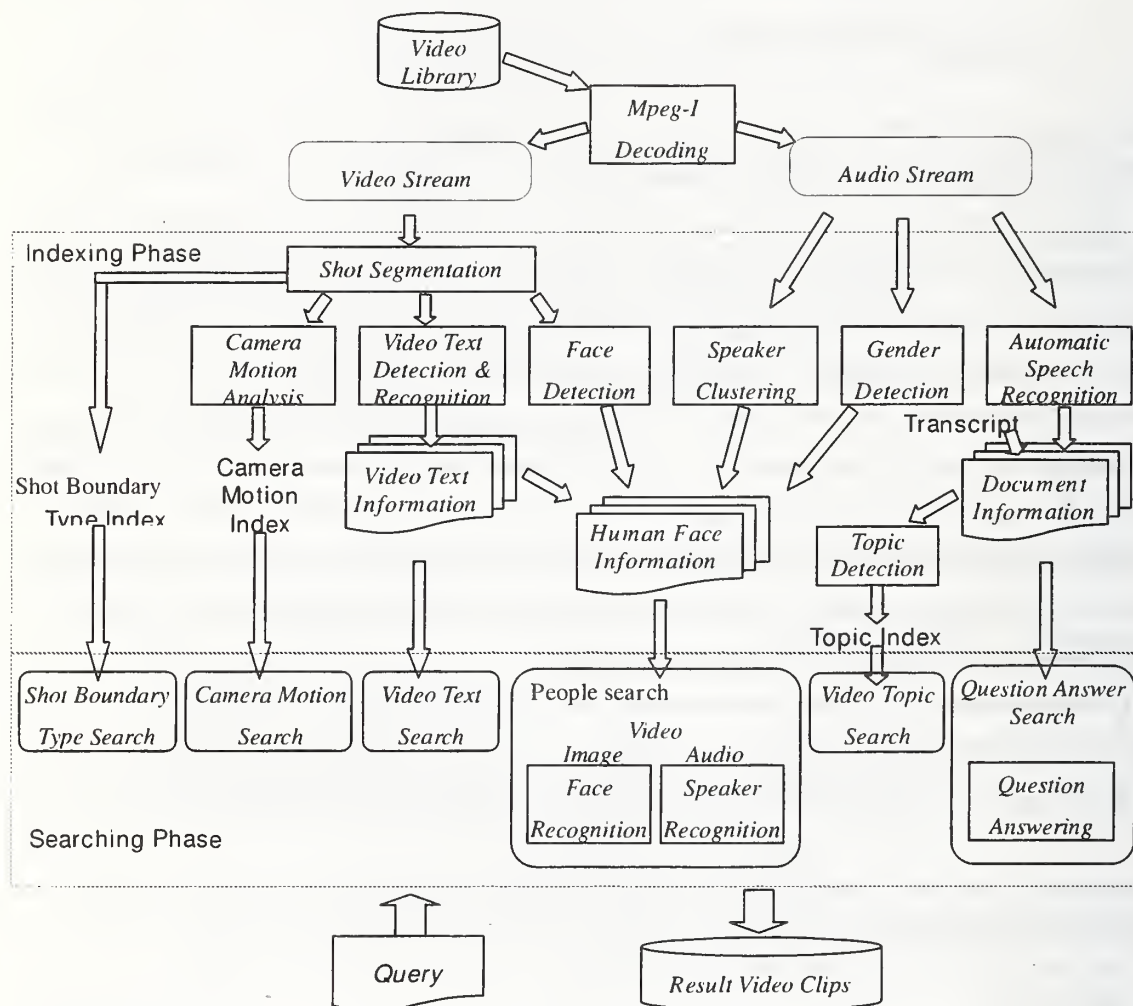 Video
Library
Mpeg-I
Decoding
Video Stream
Audio Stream
Indexing Phase
Shot Segmentation
Camera
Motion
Analysis
Video Text
Detection &
Recognition
Face
Detection
Speaker
Clustering
Gender
Detection
Automatic
Speech
Recognition
Transcript
Shot Boundary
Type Index
Camera
Motion
Index
Video Text
Information
Human Face
Information
Document
Information
Topic
Detection
Topic Index
Shot Boundary
Type Search
Camera Motion
Search
Video Text
Search
People search
Video
Image Audio
Face
Recognition
Speaker
Recognition
Video Topic
Search
Question Answer
Search
Question
Answering
Searching Phase
Query
Result Video Clips